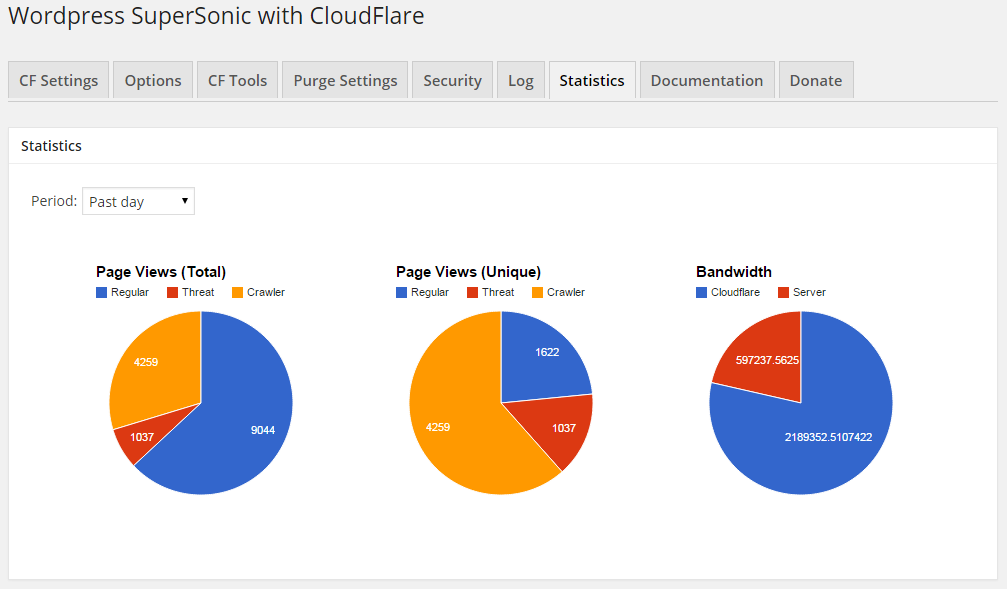 Wordpress SuperSonic with CloudFlare
CF Settings Options CF Tools Purge Settings Security Log Statistics Documentation Donate
Statistics
Period: Past day
Page Views (Total) Page Views (Unique) Bandwidth
Regular Threat Crawler Regular Threat Crawler Cloudflare Server
4259 1622 597237.5625
1037 9044 4259 1037 2189352.5107422